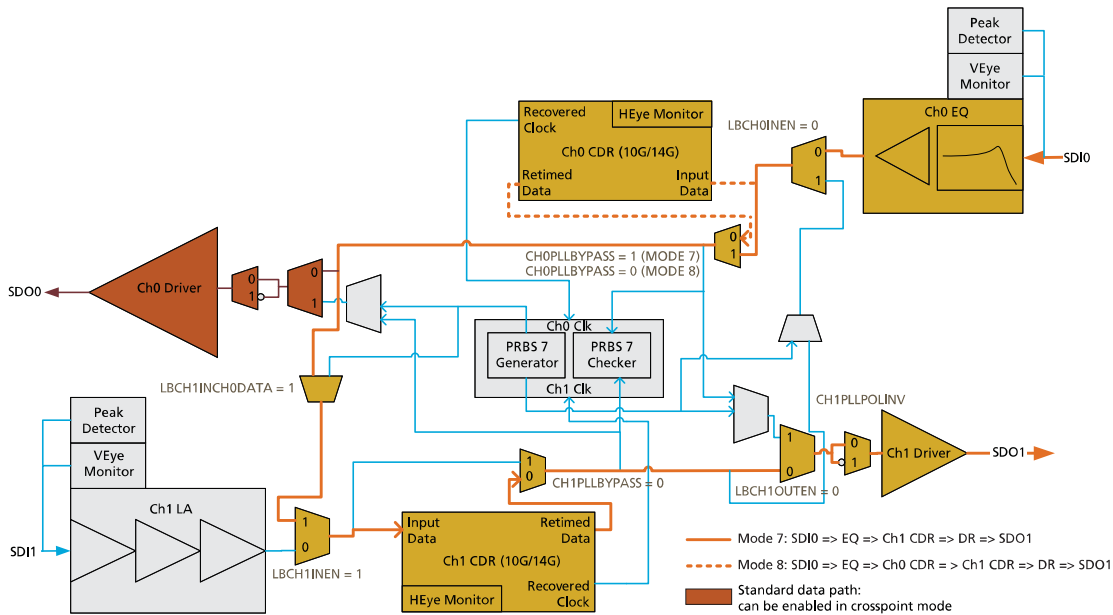 Peak
Detector
VEye
Monitor
Ch0 EQ
SDI0
LBCH0INEN = 0
0
1
Recovered
Clock
HEye Monitor
Ch0 CDR (10G/14G)
Retimed
Data
Input
Data
0
1
CH0PLLBYPASS = 1 (MODE 7)
CH0PLLBYPASS = 0 (MODE 8)
SDO0
Ch0 Driver
0
1
0
1
Ch0 Clk
PRBS 7
Generator
PRBS 7
Checker
Ch1 Clk
LBCH1INCH0DATA = 1
CH1PLLPOLINV
1
0
0
1
Ch1 Driver
SDO1
LBCH1OUTEN = 0
Peak
Detector
VEye
Monitor
Ch1 LA
SDI1
1
0
LBCH1INEN = 1
1
0
CH1PLLBYPASS = 0
Input
Data
Retimed
Data
Ch1 CDR (10G/14G)
HEye Monitor
Recovered
Clock
Mode 7: SDI0 => EQ => Ch1 CDR => DR => SDO1
Mode 8: SDI0 => EQ => Ch0 CDR => Ch1 CDR => DR => SDO1
Standard data path:
can be enabled in crosspoint mode